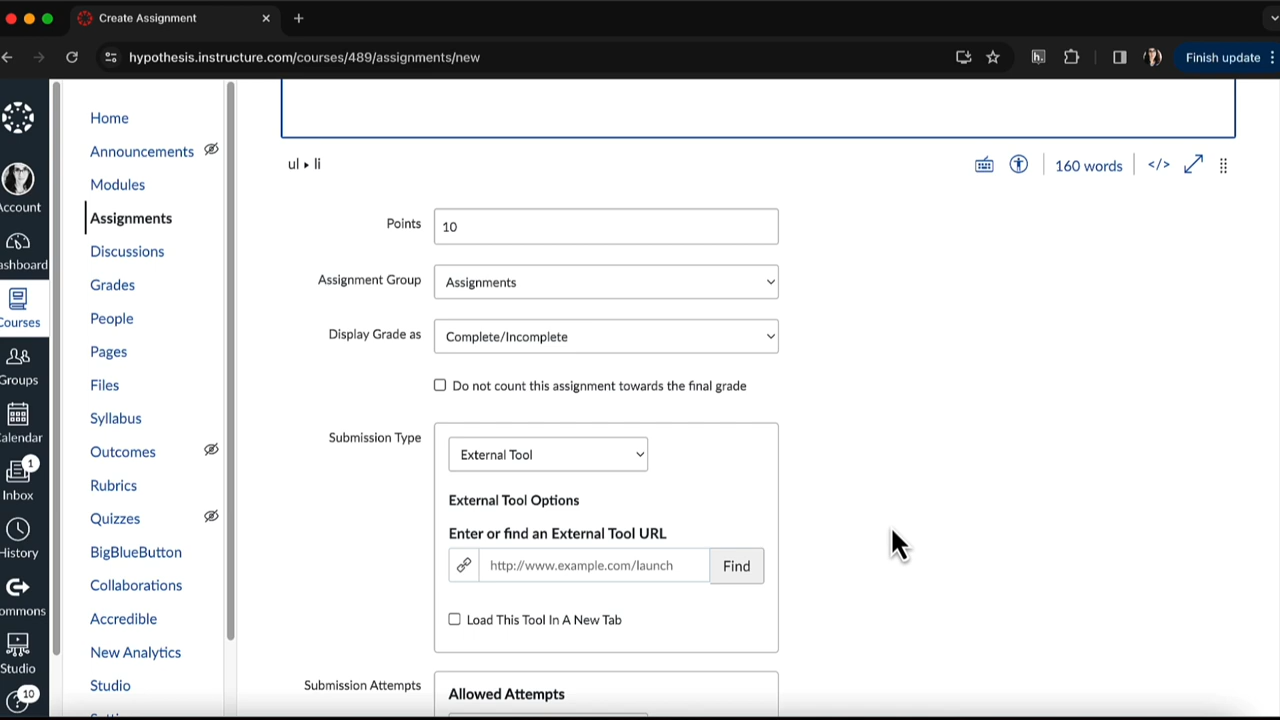 Create Assignment
hypothesis.instructure.com/courses/489/assignments/new
Finish update
h.
Home
Announcements
Modules
Assignments
Discussions
Grades
People
Pages
Files
Syllabus
Outcomes
Rubrics
Quizzes
BigBlueButton
Collaborations
Accredible
New Analytics
Studio
Account
ashboard
Courses
Groups
Calendar
1
Inbox
History
ommons
Studio
10
ul ▸ li
160 words
</>
Points
10
Assignment Group
Assignments
Display Grade as
Complete/Incomplete
Do not count this assignment towards the final grade
Submission Type
External Tool
External Tool Options
Enter or find an External Tool URL
http://www.example.com/launch
Find
Load This Tool In A New Tab
Submission Attempts
Allowed Attempts